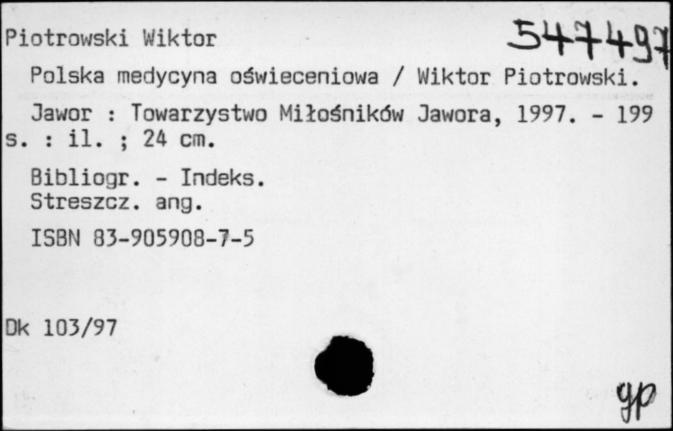 Piotrowski Wiktor
547497
Polska medycyna oświeceniowa / Wiktor Piotrowski.
Jawor : Towarzystwo Miłośników Jawora, 1997. - 199
s. : il. ; 24 cm.
Bibliogr. - Indeks.
Streszcz. ang.
ISBN 83-905908-7-5
Dk 103/97
gp